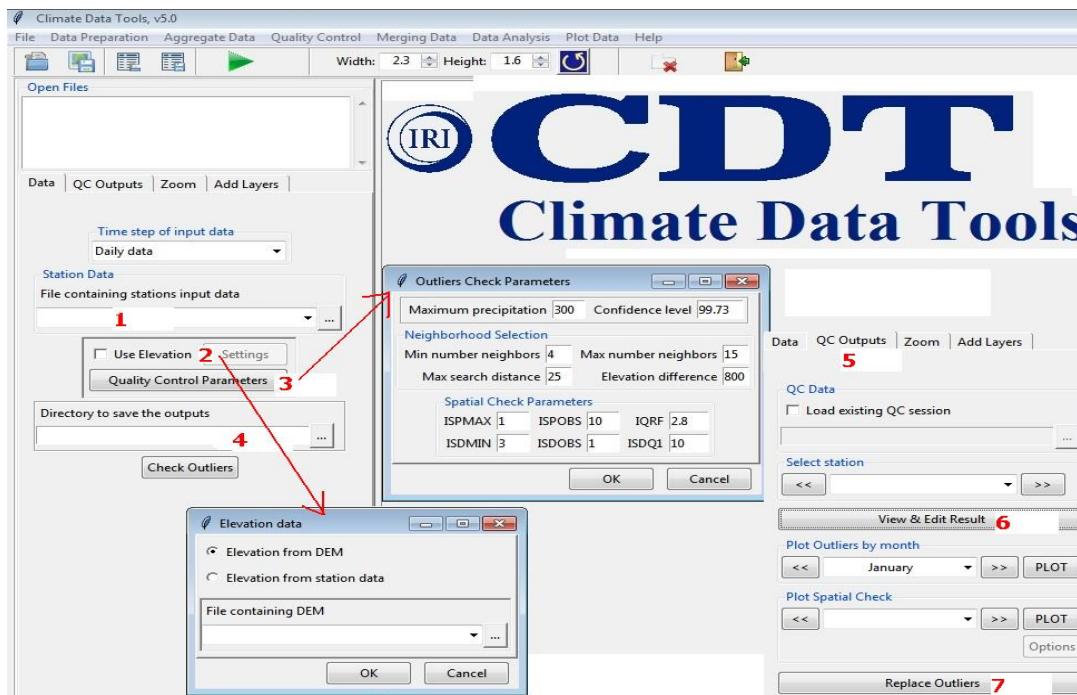 Climate Data Tools, v5.0
File Data Preparation Aggregate Data Quality Control Merging Data Data Analysis Plot Data Help
Width: 2.3 Height: 1.6
Open Files
Data QC Outputs Zoom Add Layers
Time step of input data
Daily data
Station Data
File containing stations input data
1 ...
Use Elevation 2 Settings
Quality Control Parameters 3
Directory to save the outputs
4 ...
Check Outliers
IRI CDT
Climate Data Tools
Outliers Check Parameters
Maximum precipitation 300 Confidence level 99.73
Neighborhood Selection
Min number neighbors 4 Max number neighbors 15
Max search distance 25 Elevation difference 800
Spatial Check Parameters
ISPMAX 1 ISPOBS 10 IQRF 2.8
ISDMIN 3 ISDOBS 1 ISDQ1 10
OK Cancel
Elevation data
Elevation from DEM
Elevation from station data
File containing DEM
...
OK Cancel
Data QC Outputs Zoom Add Layers
5
QC Data
Load existing QC session
...
Select station
<< >>
View & Edit Result 6
Plot Outliers by month
<< January >> PLOT
Plot Spatial Check
<< >> PLOT
Options
Replace Outliers 7